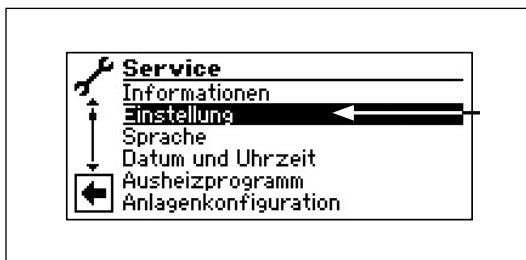 Service
Informationen
Einstellung
Sprache
Datum und Uhrzeit
Ausheizprogramm
Anlagenkonfiguration